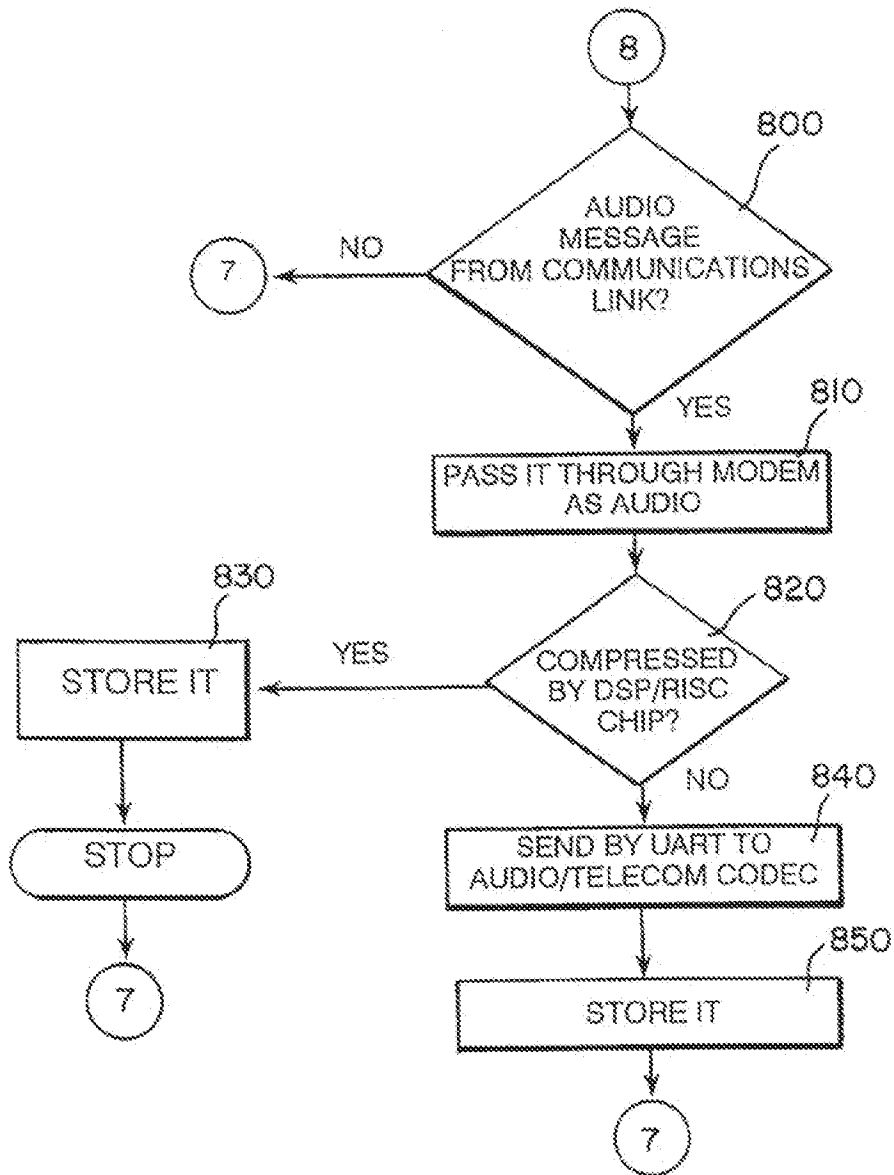 8
800
AUDIO
MESSAGE
FROM COMMUNICATIONS
LINK?
NO
7
YES
810
PASS IT THROUGH MODEM
AS AUDIO
820
COMPRESSED
BY DSP/RISC
CHIP?
YES
830
STORE IT
STOP
7
NO
840
SEND BY UART TO
AUDIO/TELECOM CODEC
850
STORE IT
7